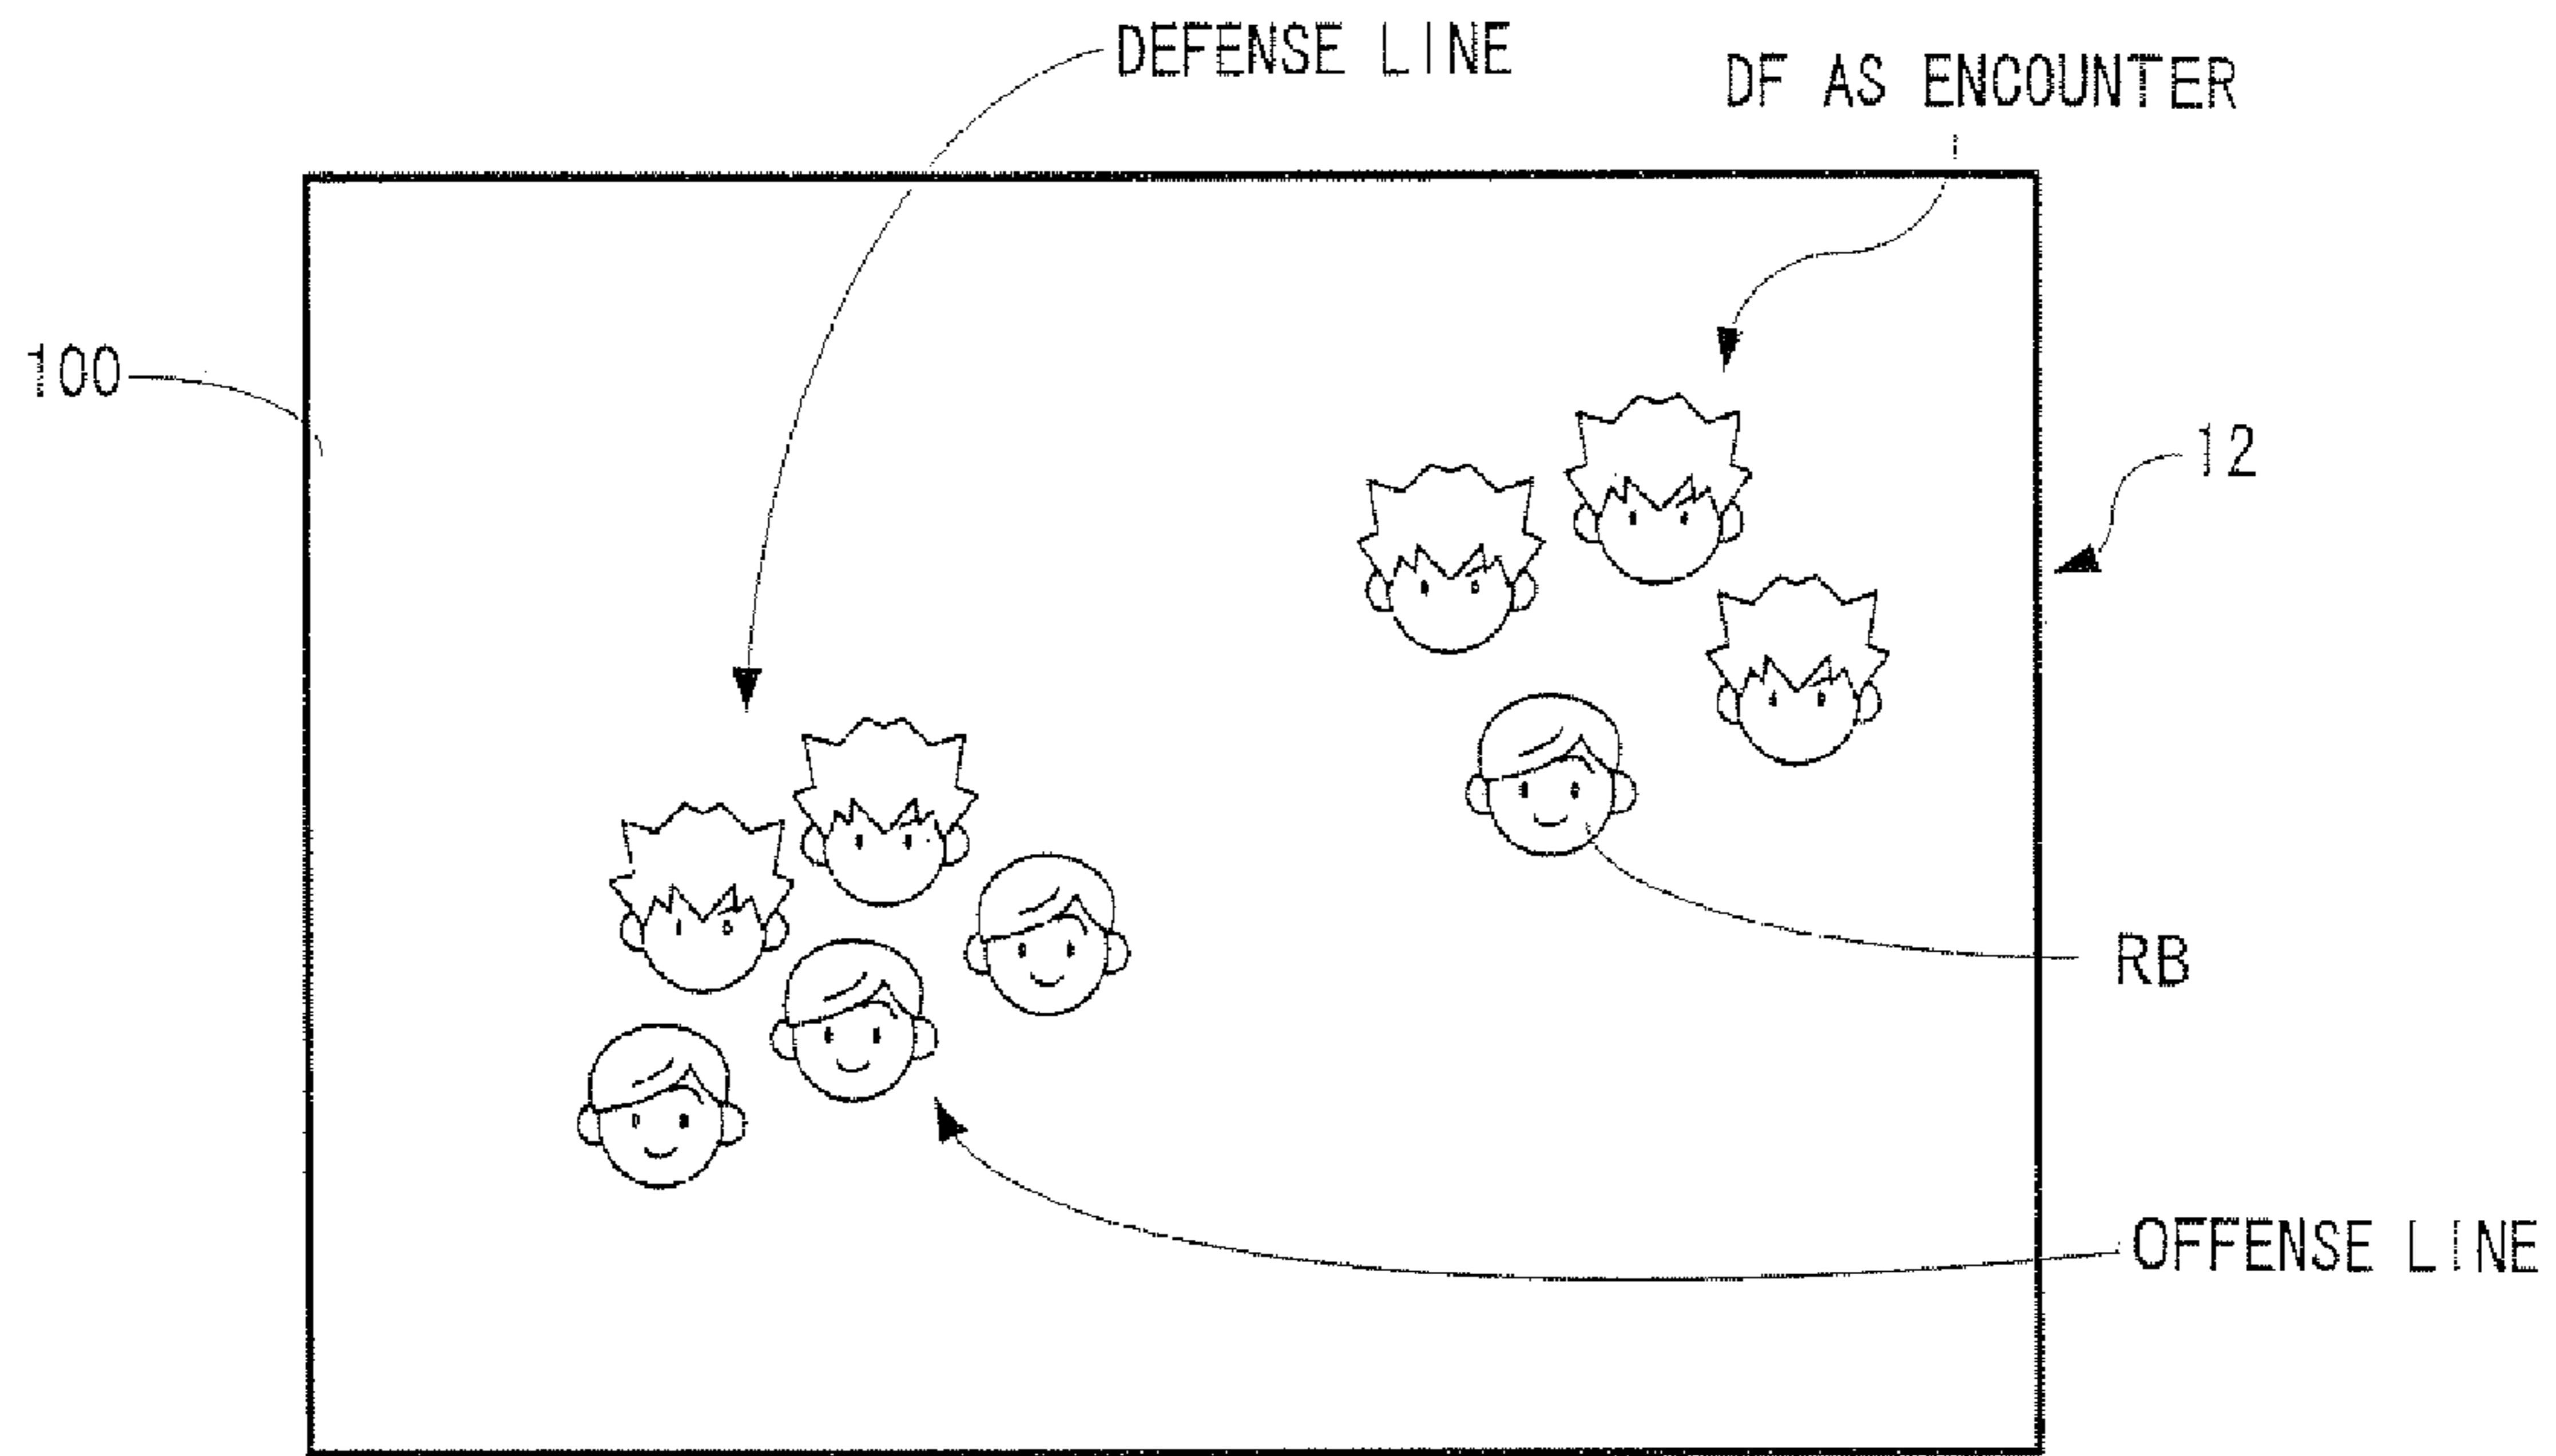 DEFENSE LINE
DF AS ENCOUNTER
100
12
RB
OFFENSE LINE